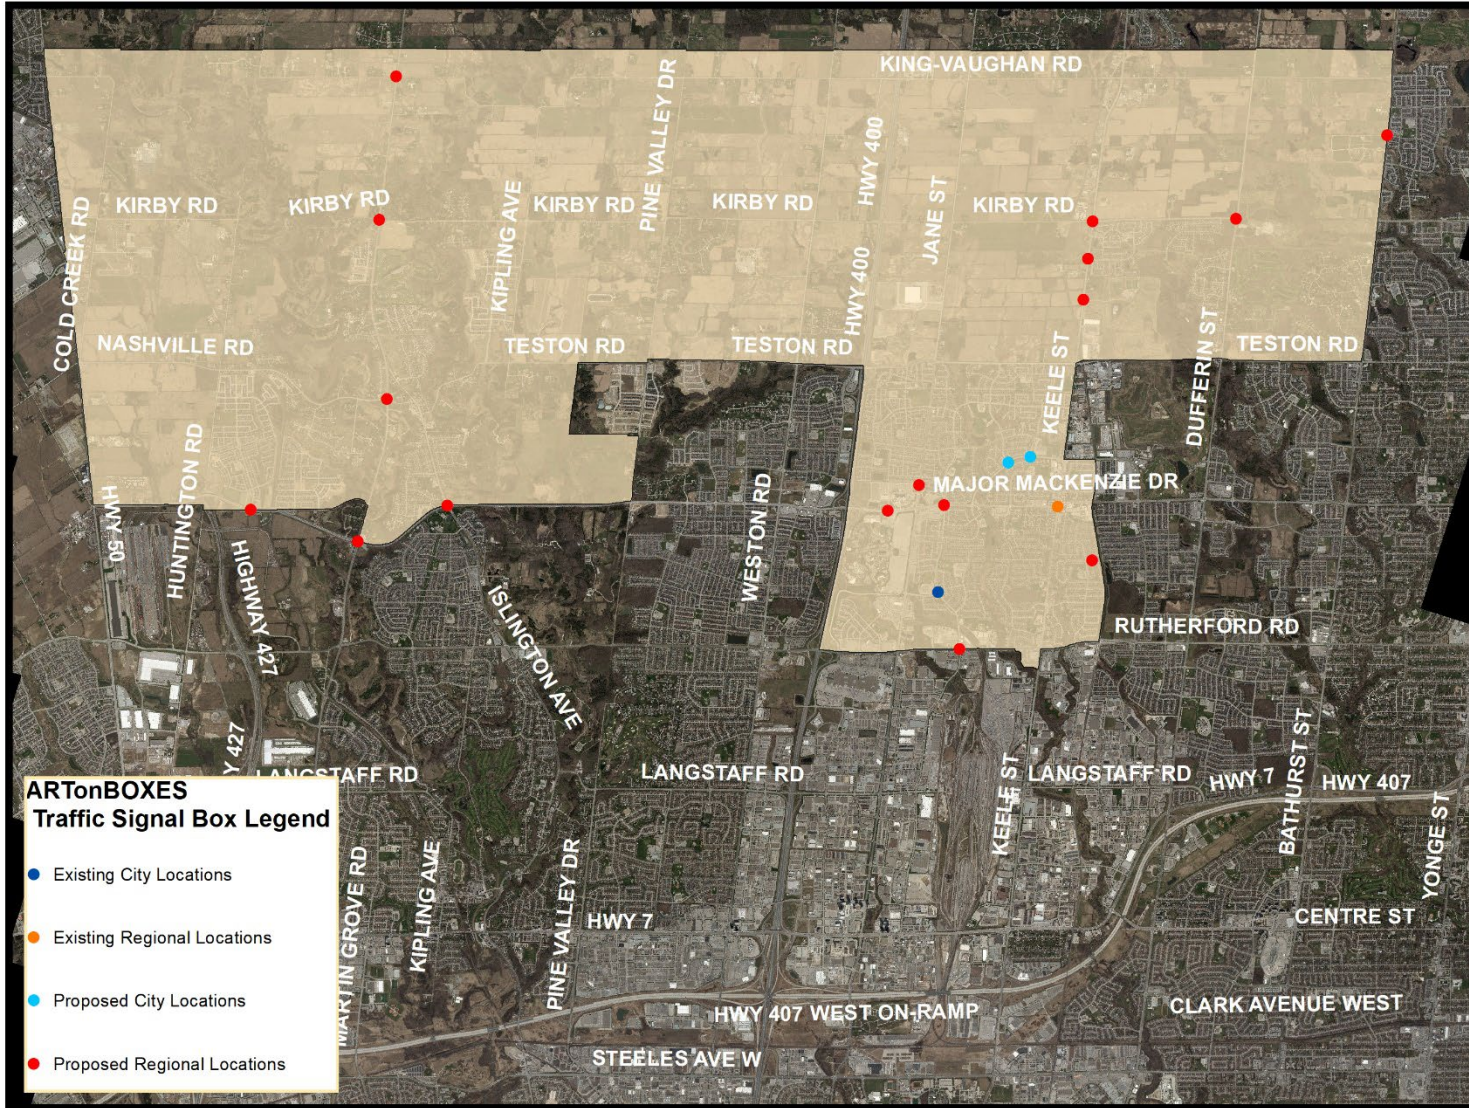 KING-VAUGHAN RD
PINE VALLEY DR
HWY 400
JANE ST
KIRBY RD
KIRBY RD
KIPLING AVE
KIRBY RD
KIRBY RD
KIRBY RD
COLD CREEK RD
HWY 400
NASHVILLE RD
TESTON RD
TESTON RD
KEELE ST
DUFFERIN ST
TESTON RD
HUNTINGTON RD
HWY 50
HIGHWAY 427
WESTON RD
MAJOR MACKENZIE DR
ISLINGTON AVE
RUTHERFORD RD
Y 427
LANGSTAFF RD
LANGSTAFF RD
KEELE ST
LANGSTAFF RD
HWY 7
BATHURST ST
HWY 407
YONGE ST
ARTonBOXES
Traffic Signal Box Legend
Existing City Locations
Existing Regional Locations
Proposed City Locations
Proposed Regional Locations
MARTIN GROVE RD
KIPLING AVE
PINE VALLEY DR
HWY 7
CENTRE ST
HWY 407 WEST ON-RAMP
CLARK AVENUE WEST
STEELES AVE W